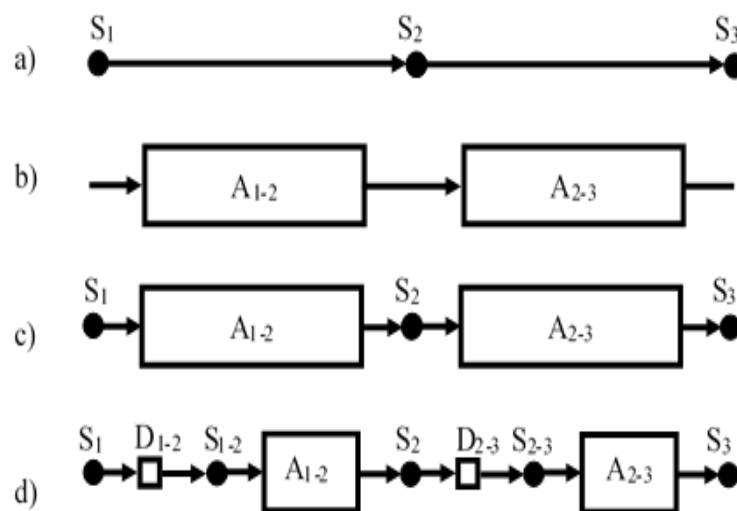 S₁ S₂ S₃
a)
b) A₁₋₂ A₂₋₃
S₁ S₂ S₃
c) A₁₋₂ A₂₋₃
S₁ D₁₋₂ S₁₋₂ S₂ D₂₋₃ S₂₋₃ S₃
d) A₁₋₂ A₂₋₃